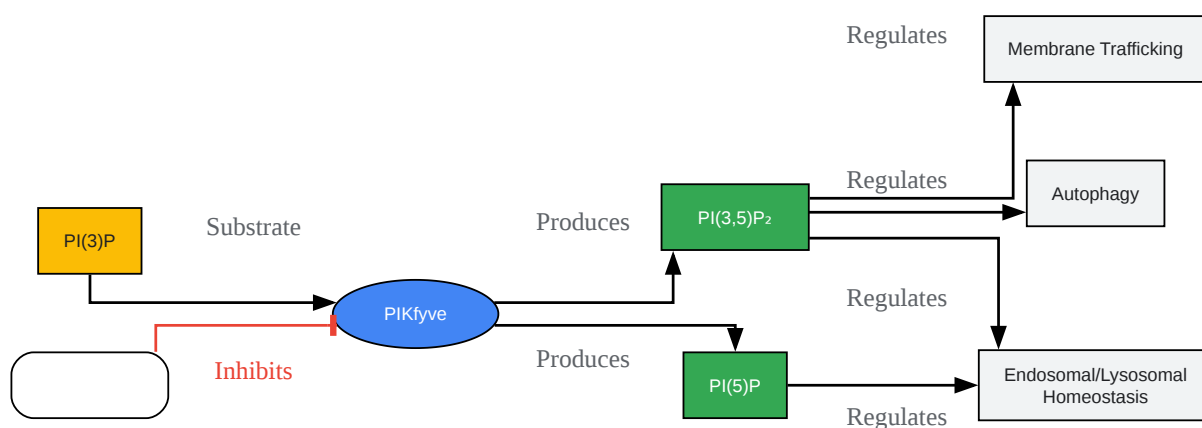 Regulates
Membrane Trafficking
Regulates
Autophagy
Substrate
Produces
PI(3,5)P₂
PI(3)P
PIKfyve
Regulates
Inhibits
Produces
PI(5)P
Endosomal/Lysosomal
Homeostasis
Regulates